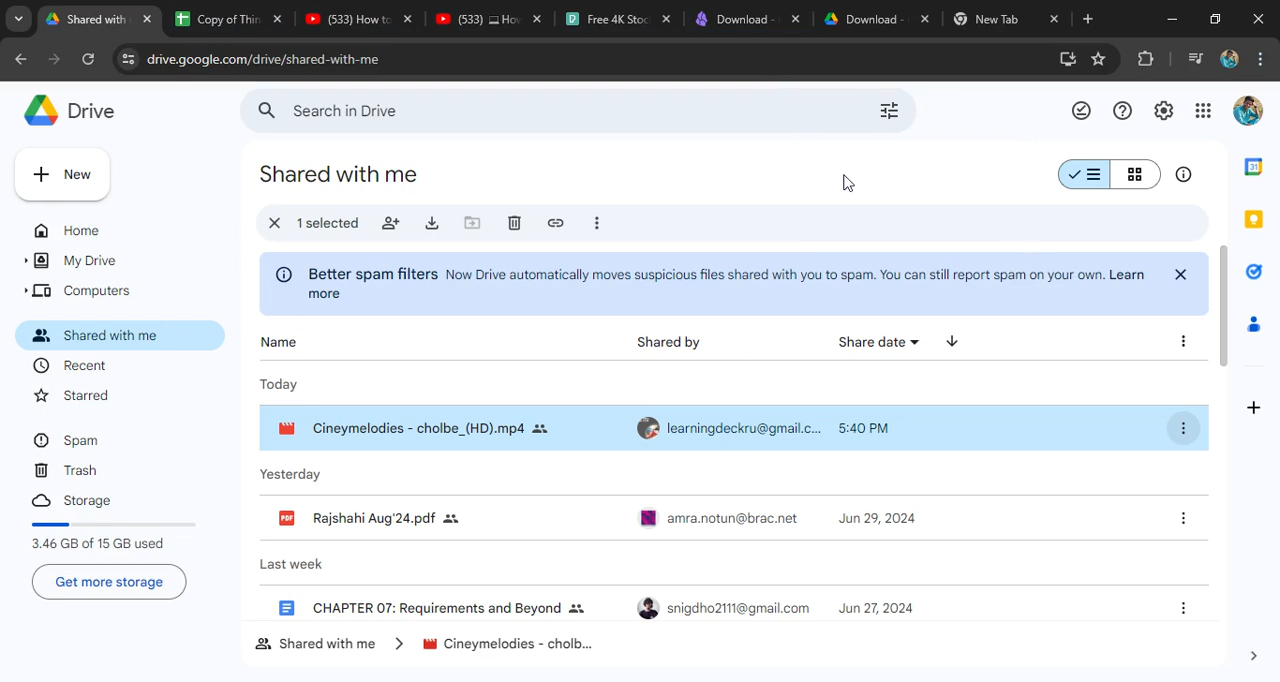 Shared with
Copy of Thin
(533) How to
(533) 💻 How
Free 4K Stoc
Download -
Download -
New Tab
drive.google.com/drive/shared-with-me
Drive
Search in Drive
New
Home
My Drive
Computers
Shared with me
Recent
Starred
Spam
Trash
Storage
3.46 GB of 15 GB used
Get more storage
Shared with me
1 selected
Better spam filters Now Drive automatically moves suspicious files shared with you to spam. You can still report spam on your own. Learn
more
Name Shared by Share date
Today
Cineymelodies - cholbe_(HD).mp4 learningdeckru@gmail.c... 5:40 PM
Yesterday
Rajshahi Aug'24.pdf amra.notun@brac.net Jun 29, 2024
Last week
CHAPTER 07: Requirements and Beyond snigdho2111@gmail.com Jun 27, 2024
Shared with me > Cineymelodies - cholb...
31